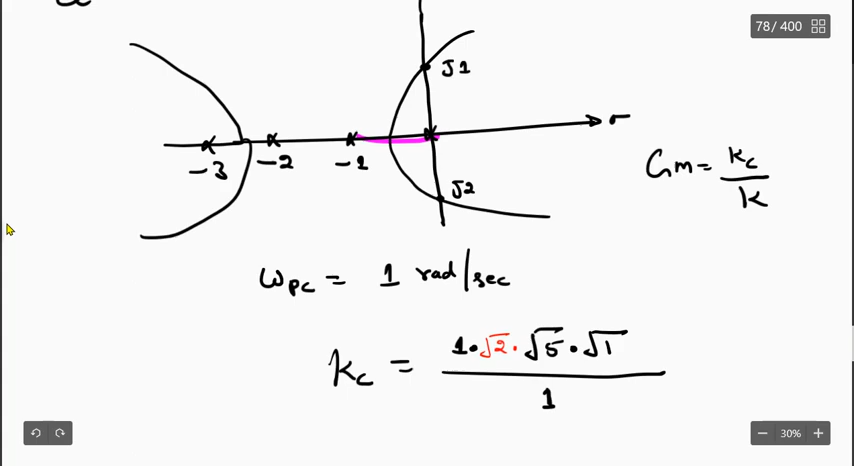 78 / 400
J1
σ
-3
-2
-1
J2
Gm = Kc / K
ωpc = 1 rad/sec
Kc = 1·√2·√5·√1 / 1
30%